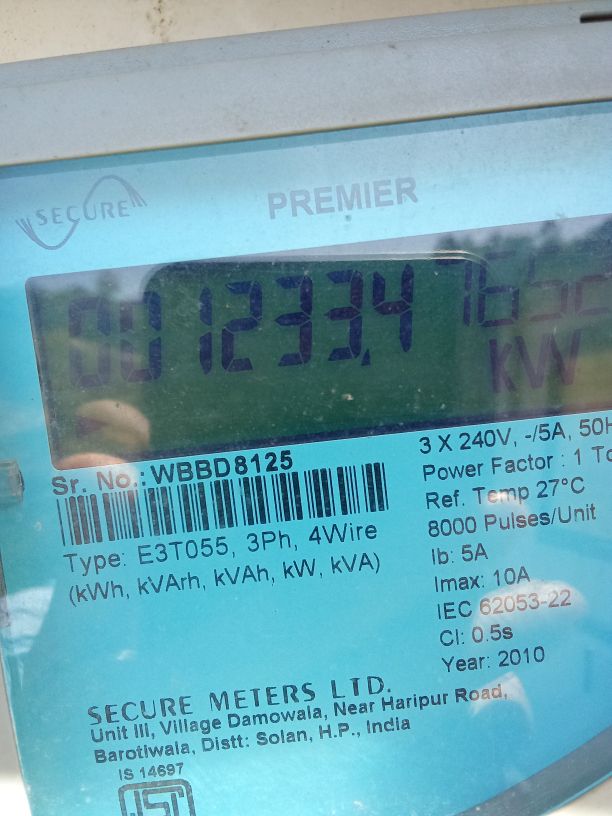 SECURE
PREMIER
001233.4
kW
Sr. No.: WBBD8125
Type: E3T055, 3Ph, 4Wire
(kWh, kVArh, kVAh, kW, kVA)
3 X 240V, -/5A, 50H
Power Factor : 1 To
Ref. Temp 27°C
8000 Pulses/Unit
Ib: 5A
Imax: 10A
IEC 62053-22
Cl: 0.5s
Year: 2010
SECURE METERS LTD.
Unit III, Village Damowala, Near Haripur Road,
Barotiwala, Distt: Solan, H.P., India
IS 14697